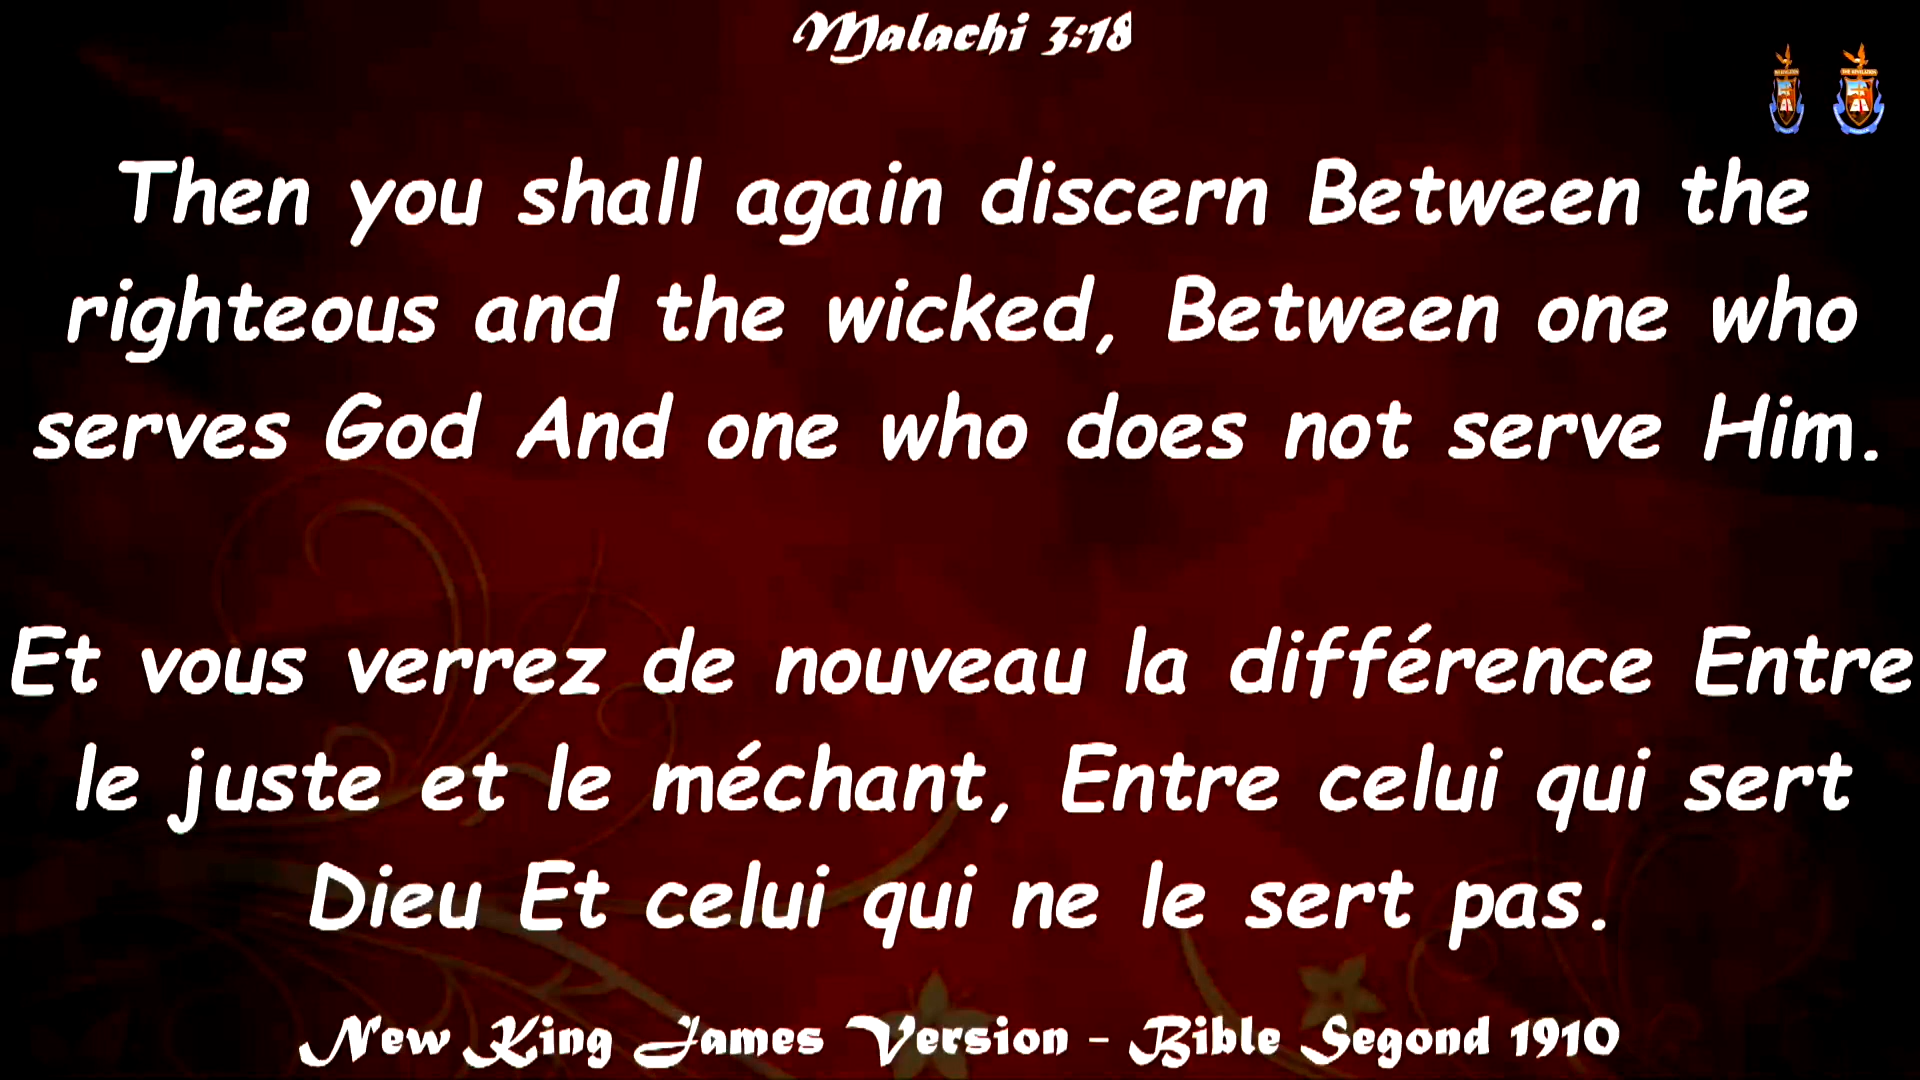 Malachi 3:18
Then you shall again discern Between the
righteous and the wicked, Between one who
serves God And one who does not serve Him.
Et vous verrez de nouveau la différence Entre
le juste et le méchant, Entre celui qui sert
Dieu Et celui qui ne le sert pas.
New King James Version - Bible Segond 1910